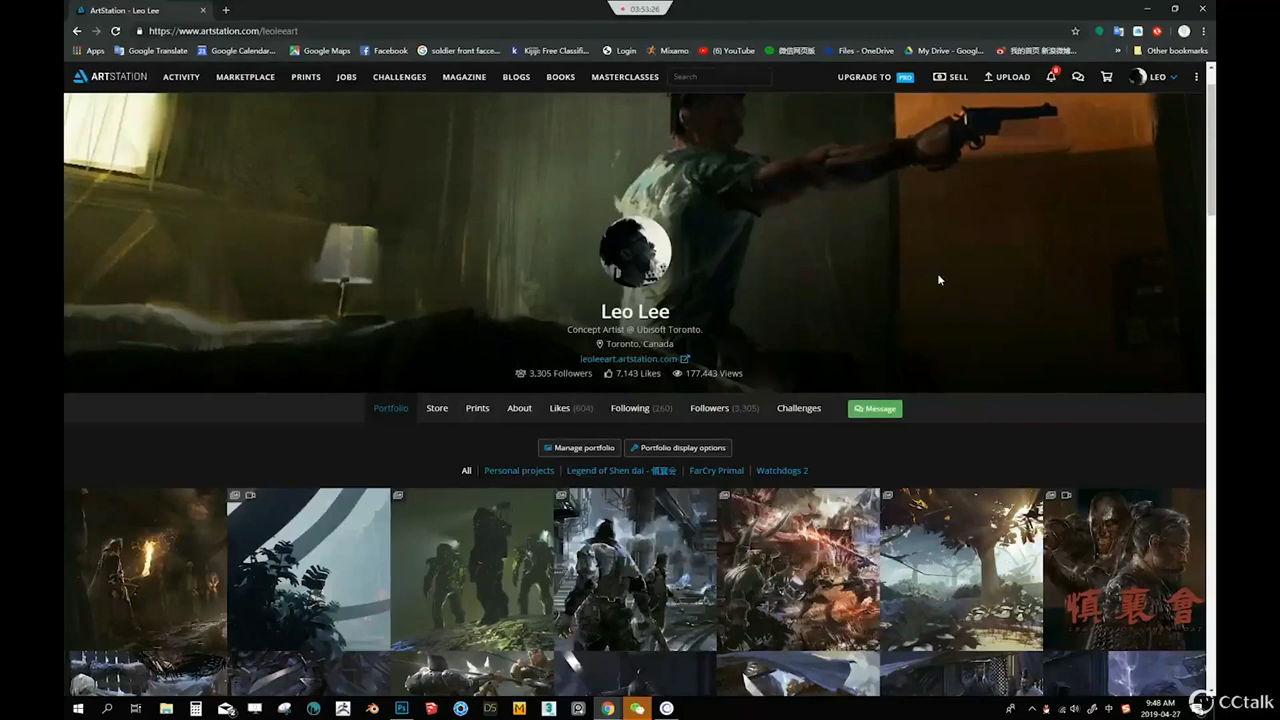 ArtStation - Leo Lee
03:53:26
https://www.artstation.com/leoleeart
Apps
Google Translate
Google Calendar...
Google Maps
Facebook
soldier front facce...
Kijiji: Free Classifi...
Login
Mixamo
(6) YouTube
微信网页版
Files - OneDrive
My Drive - Googl...
Other bookmarks
ARTSTATION
ACTIVITY
MARKETPLACE
PRINTS
JOBS
CHALLENGES
MAGAZINE
BLOGS
BOOKS
MASTERCLASSES
Search
UPGRADE TO PRO
SELL
UPLOAD
LEO
Leo Lee
Concept Artist @ Ubisoft Toronto.
Toronto, Canada
leoleeart.artstation.com
3,305 Followers 7,143 Likes 177,443 Views
Portfolio
Store
Prints
About
Likes (604)
Following (260)
Followers (3,305)
Challenges
Message
Manage portfolio
Portfolio display options
All
Personal projects
Legend of Shen dai - 慎襄会
FarCry Primal
Watchdogs 2
慎襄會
9:48 AM
2019-04-27
CCtalk